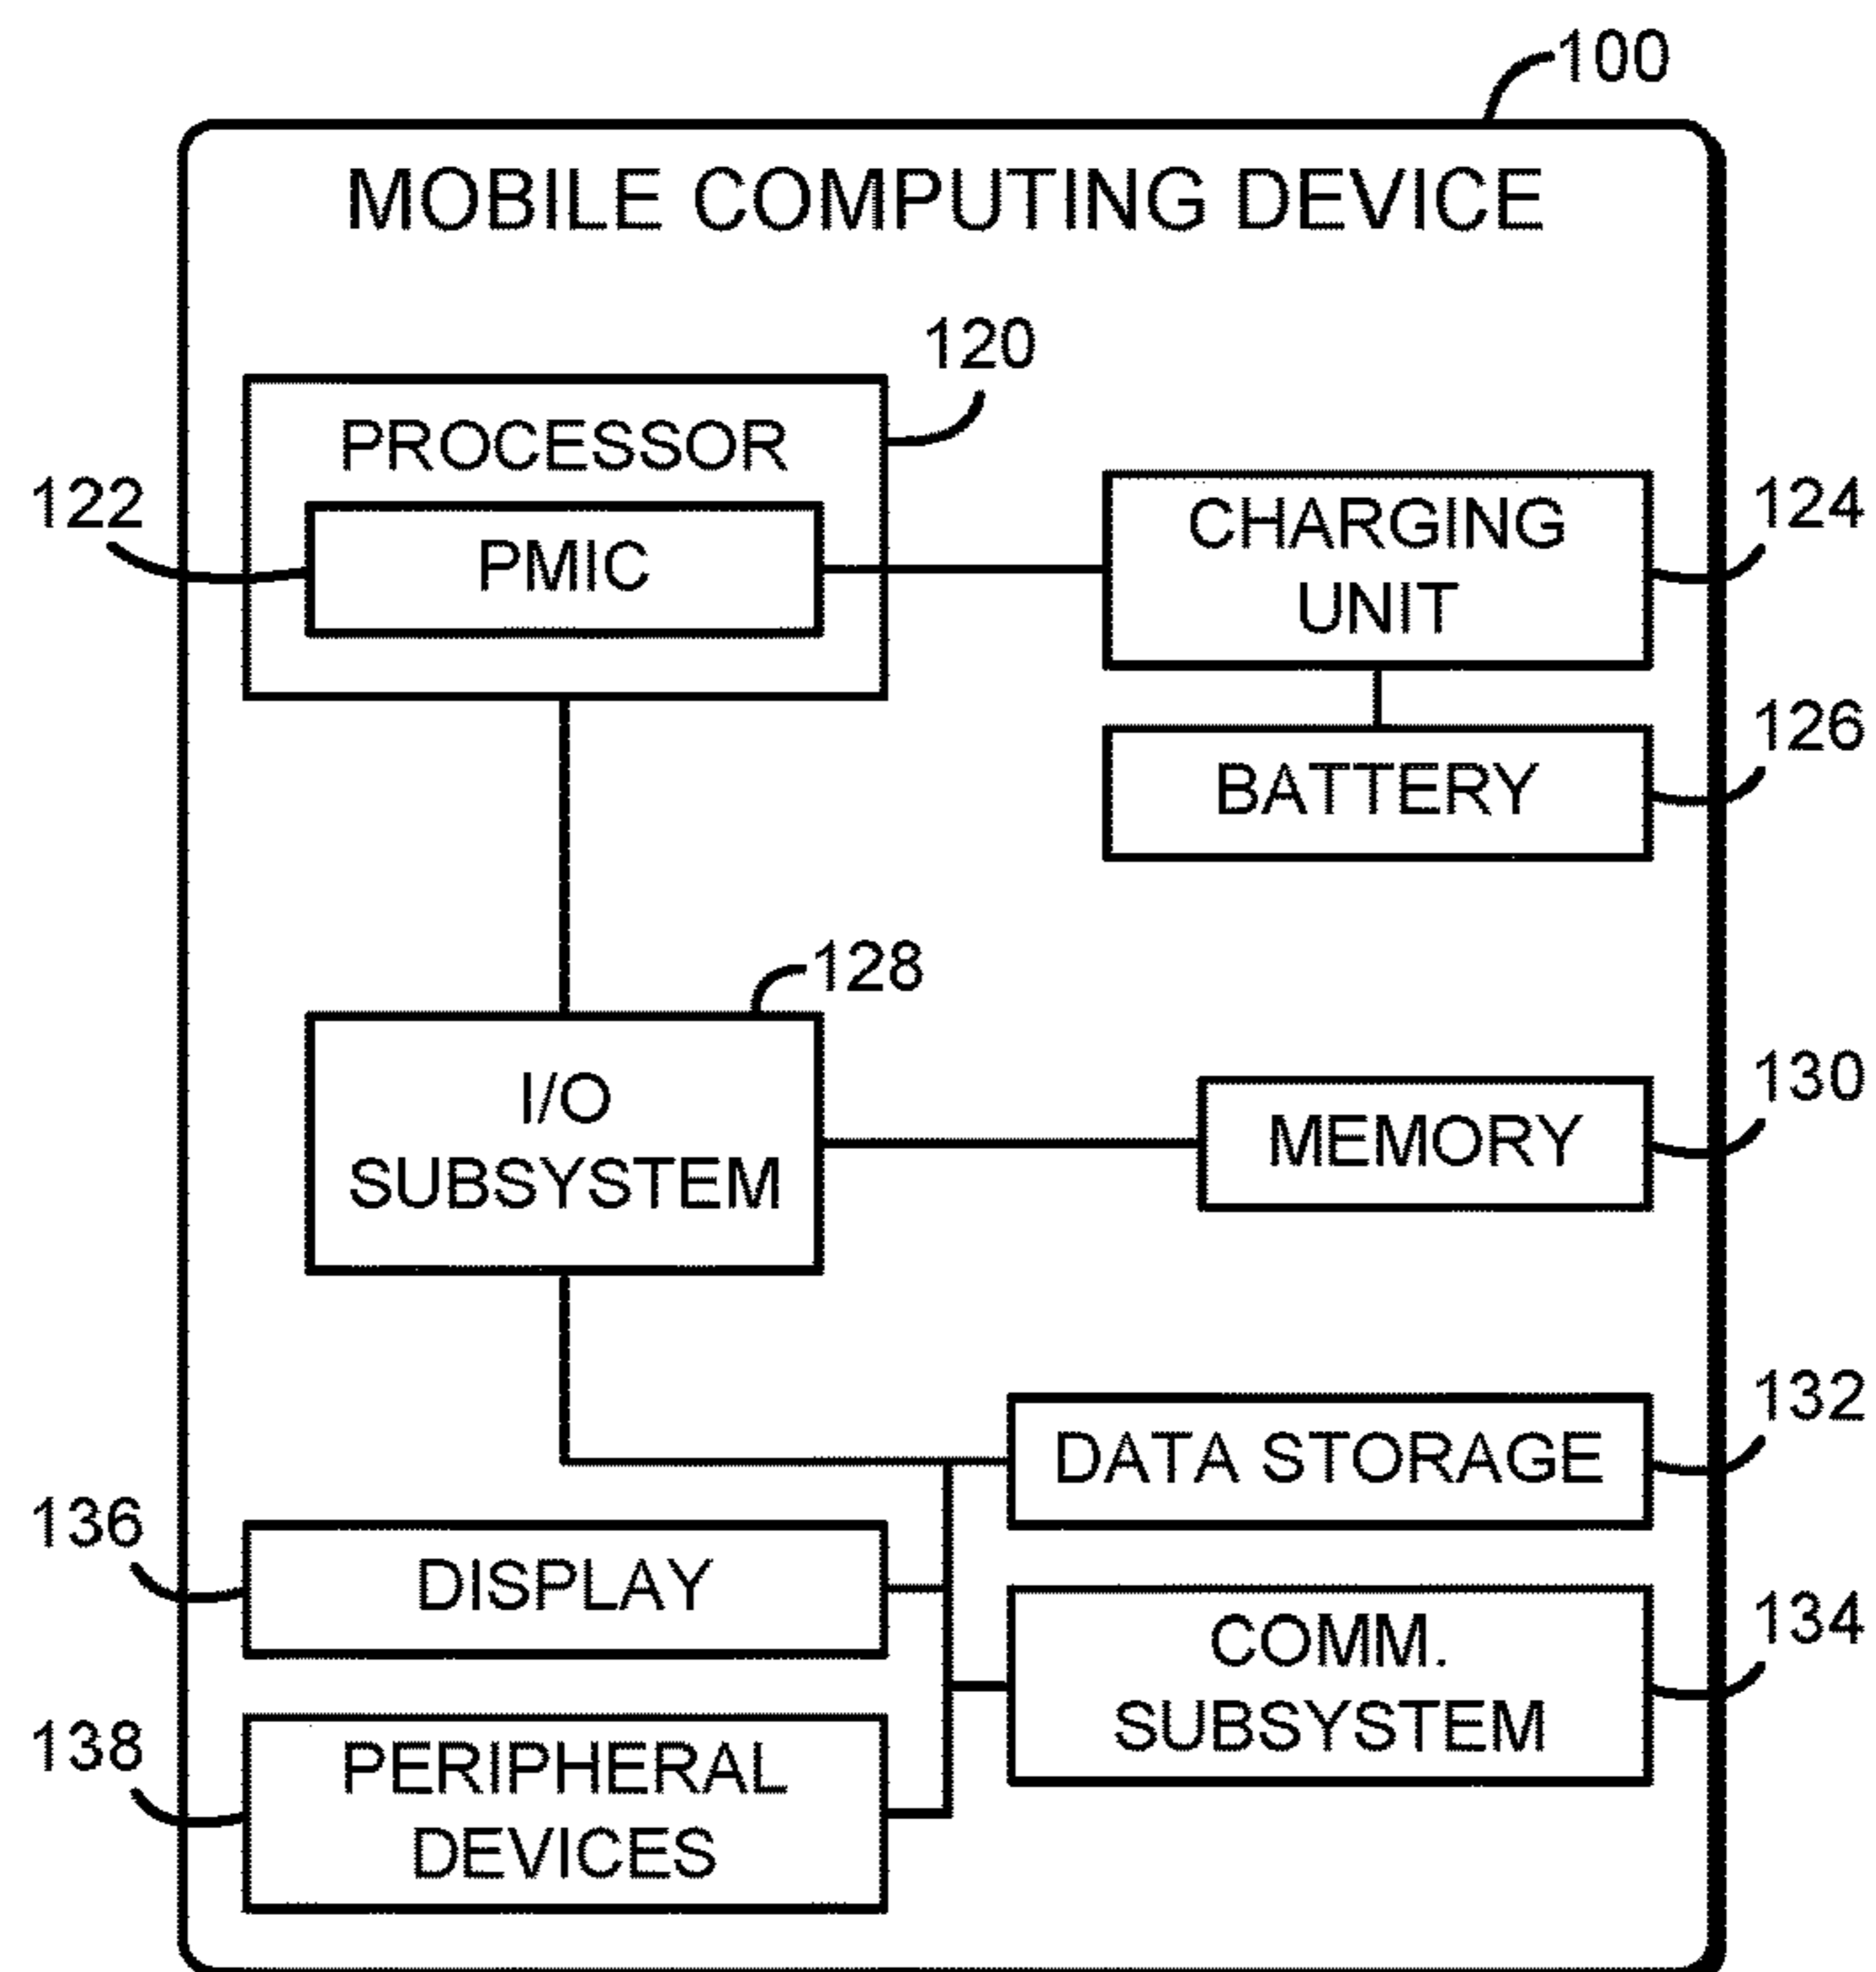 100
MOBILE COMPUTING DEVICE
120
PROCESSOR
122
PMIC
CHARGING
UNIT
124
126
BATTERY
128
I/O
SUBSYSTEM
130
MEMORY
132
DATA STORAGE
136
DISPLAY
134
COMM.
SUBSYSTEM
138
PERIPHERAL
DEVICES